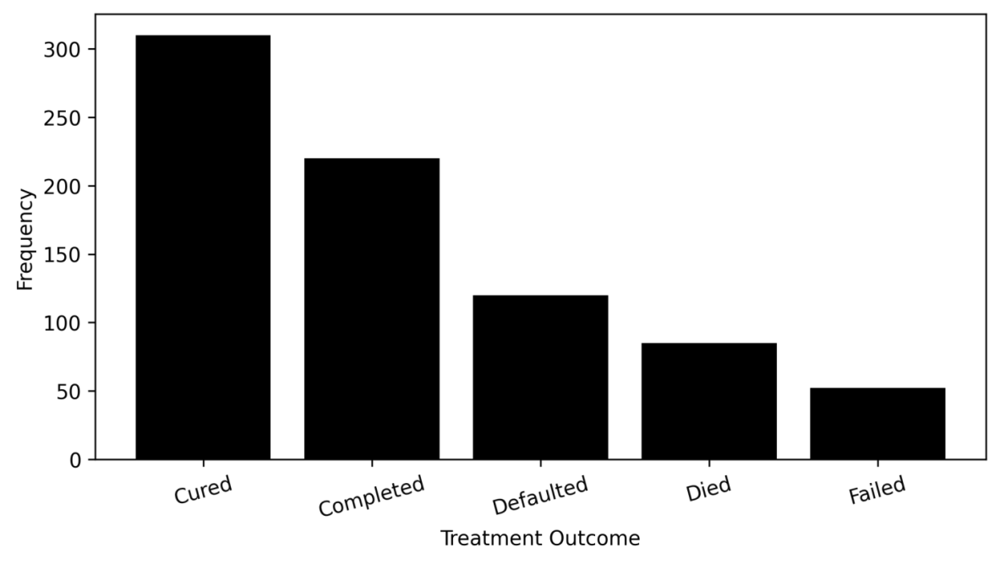 300
250
200
150
100
50
0
Frequency
Cured
Completed
Defaulted
Died
Failed
Treatment Outcome